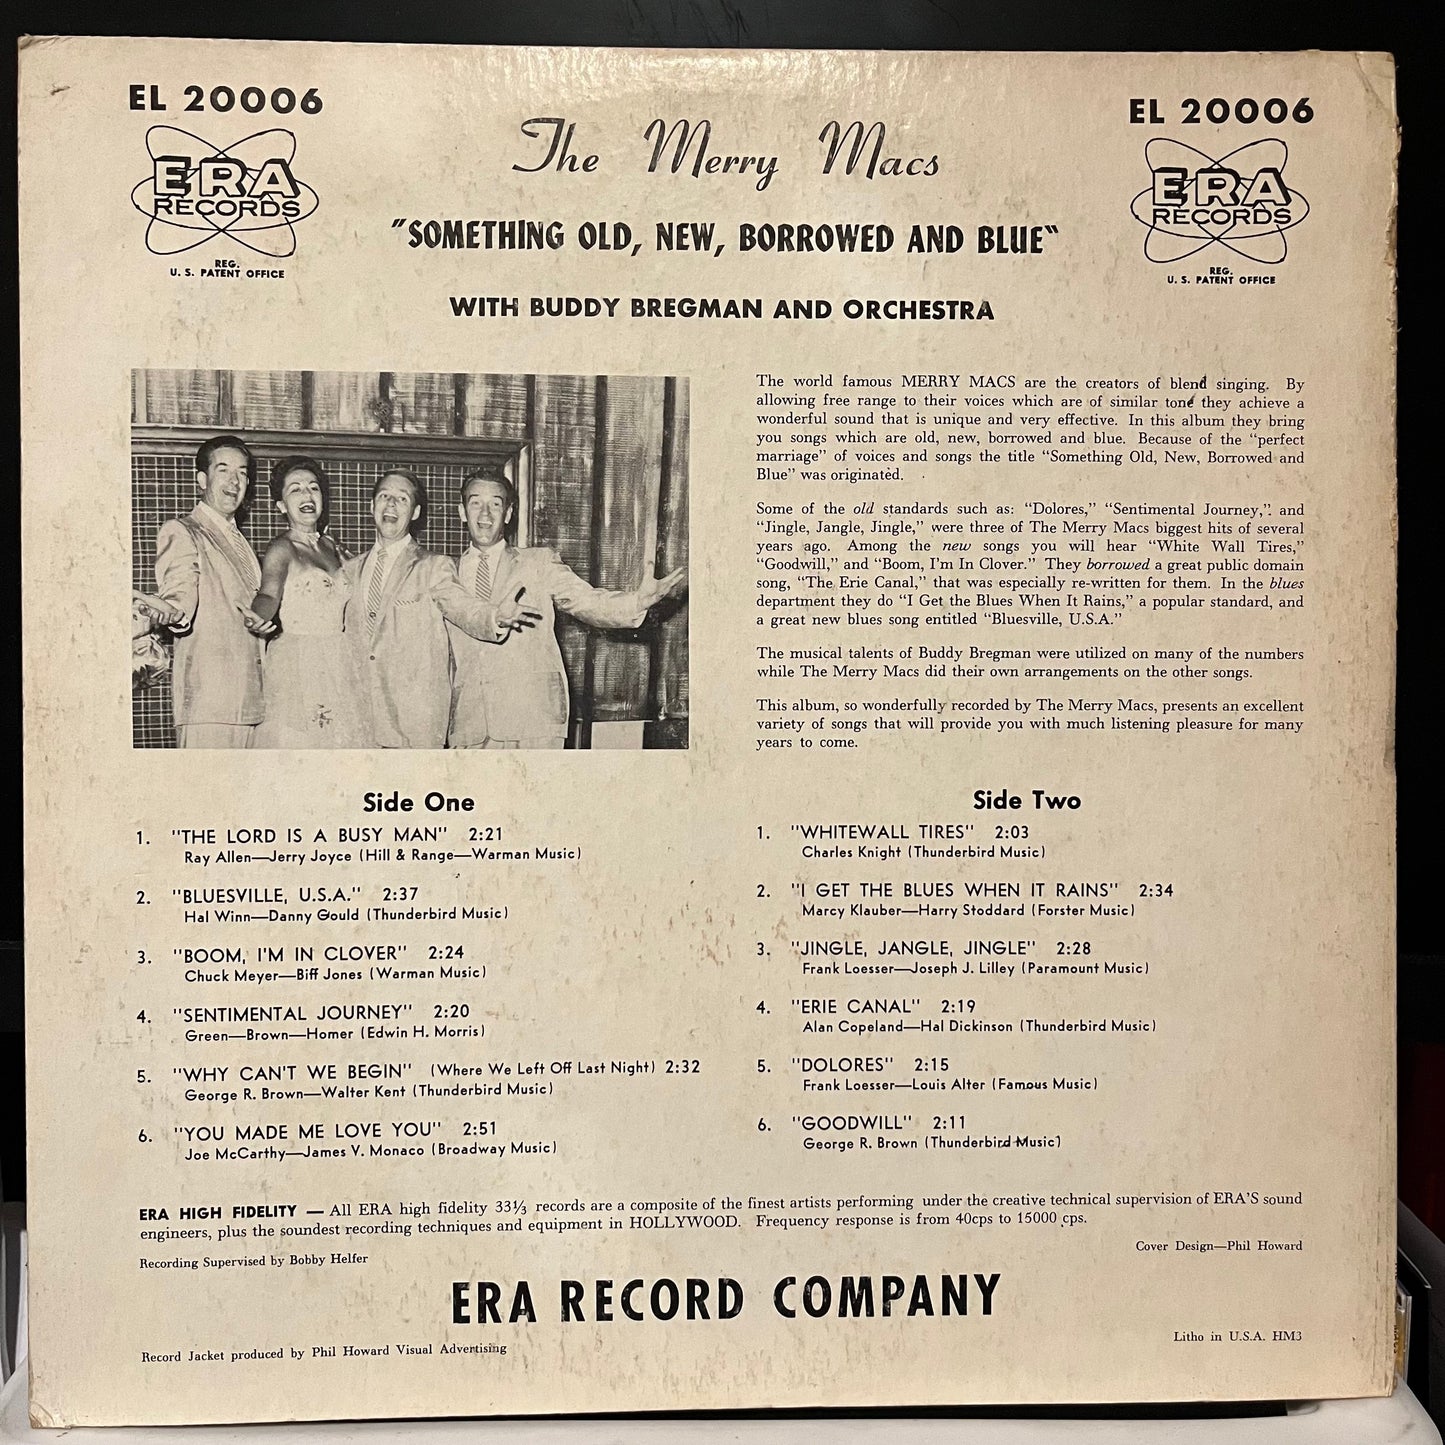 EL 20006
ERA
RECORDS
REG.
U. S. PATENT OFFICE
The Merry Macs
"SOMETHING OLD, NEW, BORROWED AND BLUE"
WITH BUDDY BREGMAN AND ORCHESTRA
EL 20006
ERA
RECORDS
REG.
U. S. PATENT OFFICE
The world famous MERRY MACS are the creators of blend singing. By
allowing free range to their voices which are of similar tone they achieve a
wonderful sound that is unique and very effective. In this album they bring
you songs which are old, new, borrowed and blue. Because of the "perfect
marriage" of voices and songs the title "Something Old, New, Borrowed and
Blue" was originated.
Some of the old standards such as: "Dolores," "Sentimental Journey," and
"Jingle, Jangle, Jingle," were three of The Merry Macs biggest hits of several
years ago. Among the new songs you will hear "White Wall Tires,"
"Goodwill," and "Boom, I'm In Clover." They borrowed a great public domain
song, "The Erie Canal," that was especially re-written for them. In the blues
department they do "I Get the Blues When It Rains," a popular standard, and
a great new blues song entitled "Bluesville, U.S.A."
The musical talents of Buddy Bregman were utilized on many of the numbers
while The Merry Macs did their own arrangements on the other songs.
This album, so wonderfully recorded by The Merry Macs, presents an excellent
variety of songs that will provide you with much listening pleasure for many
years to come.
Side One
1. "THE LORD IS A BUSY MAN" 2:21
Ray Allen—Jerry Joyce (Hill & Range—Warman Music)
2. "BLUESVILLE, U.S.A." 2:37
Hal Winn—Danny Gould (Thunderbird Music)
3. "BOOM, I'M IN CLOVER" 2:24
Chuck Meyer—Biff Jones (Warman Music)
4. "SENTIMENTAL JOURNEY" 2:20
Green—Brown—Homer (Edwin H. Morris)
5. "WHY CAN'T WE BEGIN" (Where We Left Off Last Night) 2:32
George R. Brown—Walter Kent (Thunderbird Music)
6. "YOU MADE ME LOVE YOU" 2:51
Joe McCarthy—James V. Monaco (Broadway Music)
Side Two
1. "WHITEWALL TIRES" 2:03
Charles Knight (Thunderbird Music)
2. "I GET THE BLUES WHEN IT RAINS" 2:34
Marcy Klauber—Harry Stoddard (Forster Music)
3. "JINGLE, JANGLE, JINGLE" 2:28
Frank Loesser—Joseph J. Lilley (Paramount Music)
4. "ERIE CANAL" 2:19
Alan Copeland—Hal Dickinson (Thunderbird Music)
5. "DOLORES" 2:15
Frank Loesser—Louis Alter (Famous Music)
6. "GOODWILL" 2:11
George R. Brown (Thunderbird Music)
ERA HIGH FIDELITY — All ERA high fidelity 33⅓ records are a composite of the finest artists performing under the creative technical supervision of ERA'S sound
engineers, plus the soundest recording techniques and equipment in HOLLYWOOD. Frequency response is from 40cps to 15000 cps.
Recording Supervised by Bobby Helfer
Cover Design—Phil Howard
ERA RECORD COMPANY
Record Jacket produced by Phil Howard Visual Advertising
Litho in U.S.A. HM3